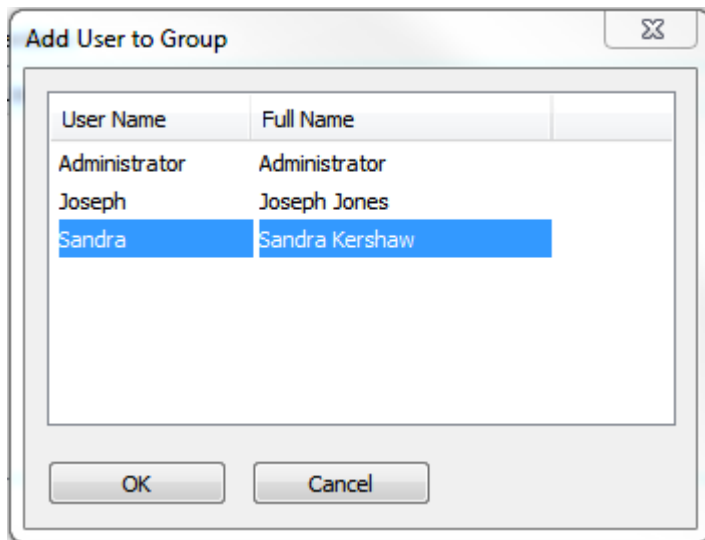 Add User to Group
User Name Full Name
Administrator Administrator
Joseph Joseph Jones
Sandra Sandra Kershaw
OK Cancel